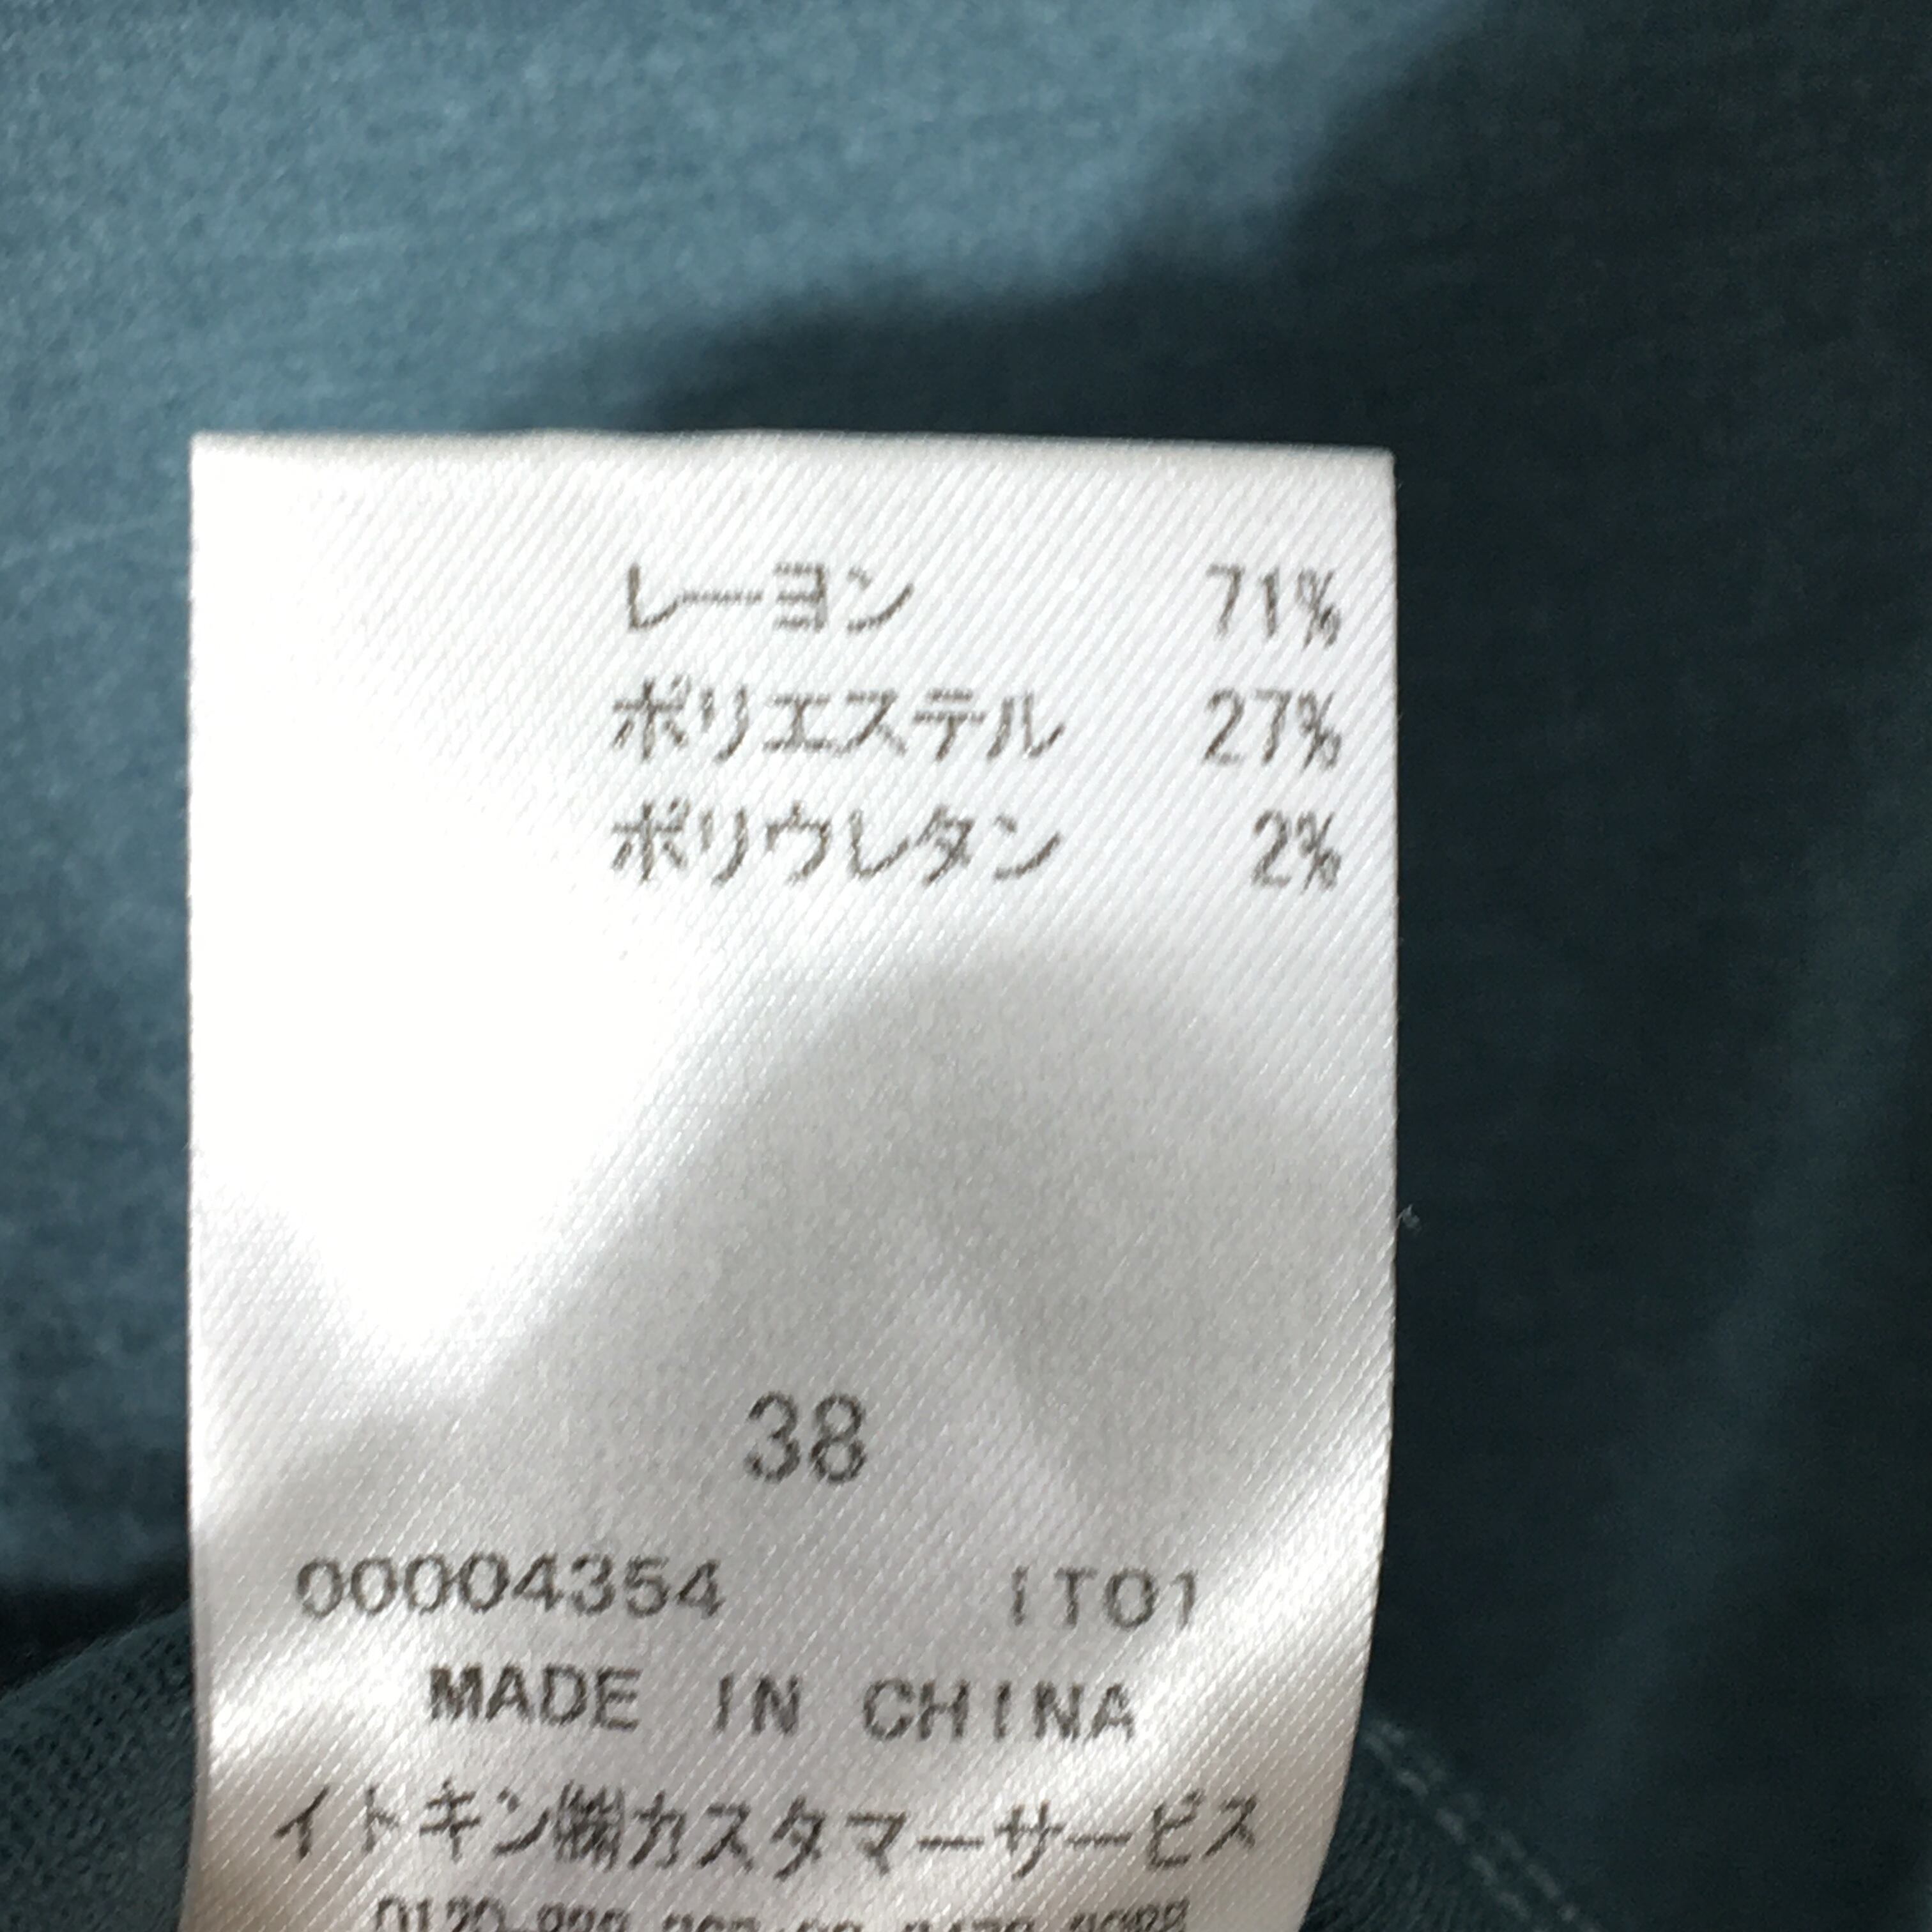 レーヨン 71%
ポリエステル 27%
ポリウレタン 2%
38
00004354 IT01
MADE IN CHINA
イトキン㈱カスタマーサービス